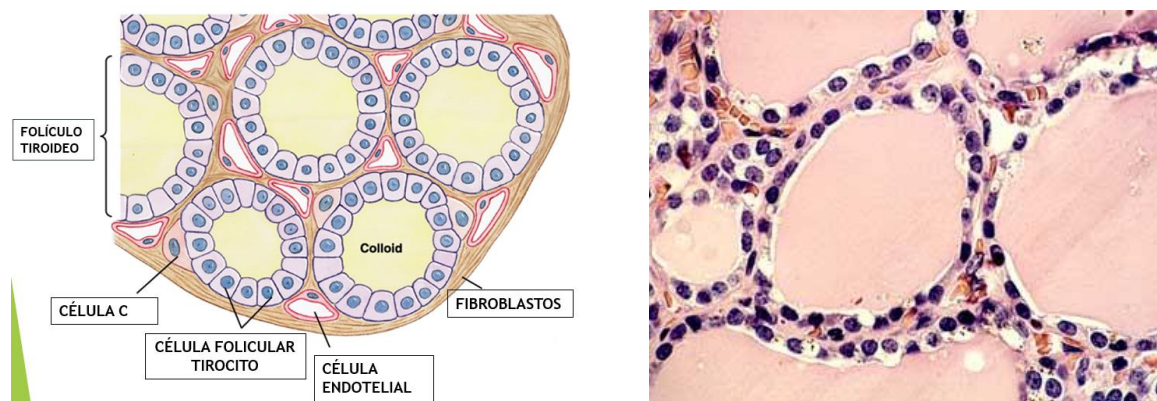 FOLÍCULO
TIROIDEO
Colloid
CÉLULA C
FIBROBLASTOS
CÉLULA FOLICULAR
TIROCITO
CÉLULA
ENDOTELIAL